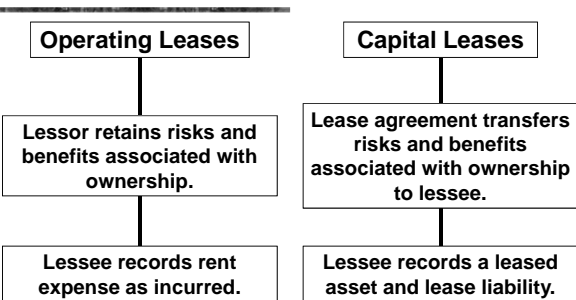 Operating Leases
Lessor retains risks and
benefits associated with
ownership.
Lessee records rent
expense as incurred.
Capital Leases
Lease agreement transfers
risks and benefits
associated with ownership
to lessee.
Lessee records a leased
asset and lease liability.